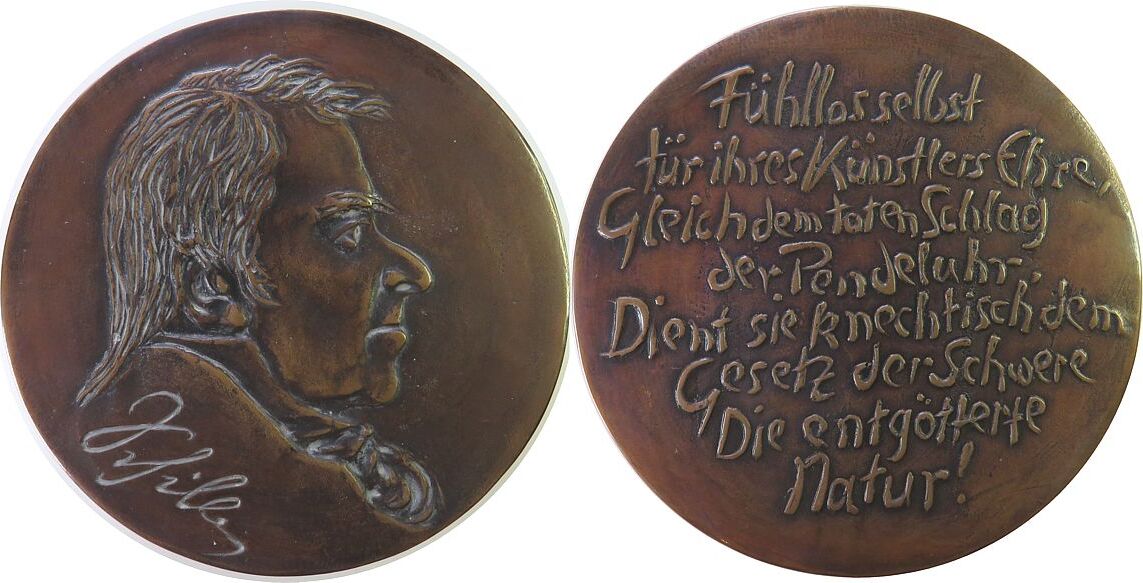 Schiller
Fühllos selbst
für ihres Künstlers Ehre,
Gleich dem toten Schlag
der Pendeluhr,
Dient sie knechtisch dem
Gesetz der Schwere
Die entgötterte
Natur!